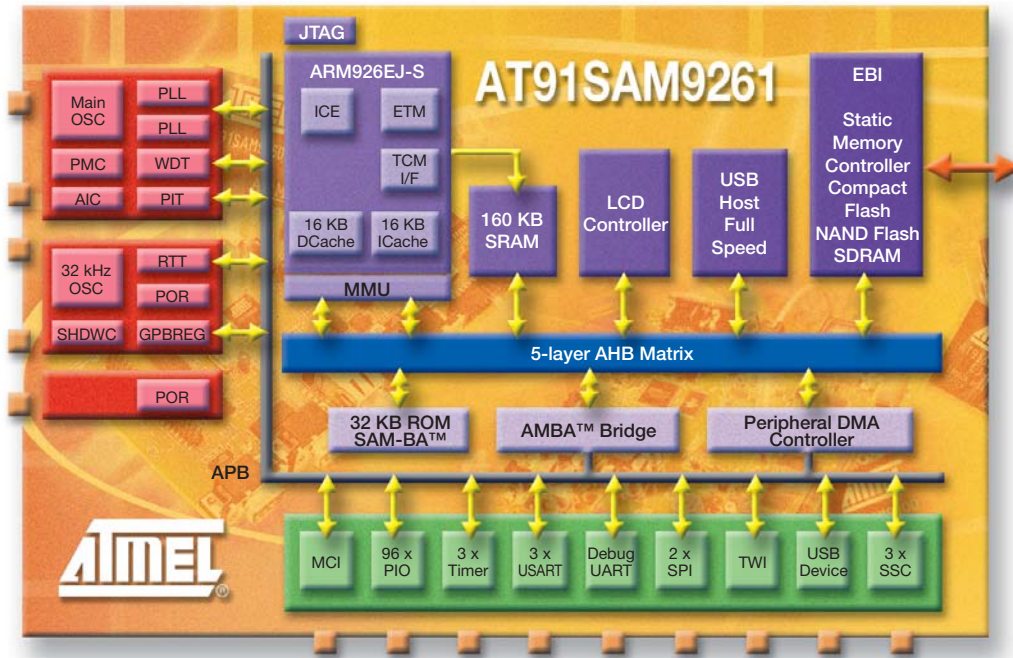 JTAG
AT91SAM9261
ARM926EJ-S
ICE
ETM
TCM
I/F
16 KB
DCache
16 KB
ICache
MMU
160 KB
SRAM
LCD
Controller
USB
Host
Full
Speed
EBI
Static
Memory
Controller
Compact
Flash
NAND Flash
SDRAM
Main
OSC
PLL
PLL
PMC
WDT
AIC
PIT
32 kHz
OSC
RTT
POR
SHDWC
GPBREG
POR
5-layer AHB Matrix
32 KB ROM
SAM-BA™
AMBA™ Bridge
Peripheral DMA
Controller
APB
ATMEL®
MCI
96 x
PIO
3 x
Timer
3 x
USART
Debug
UART
2 x
SPI
TWI
USB
Device
3 x
SSC